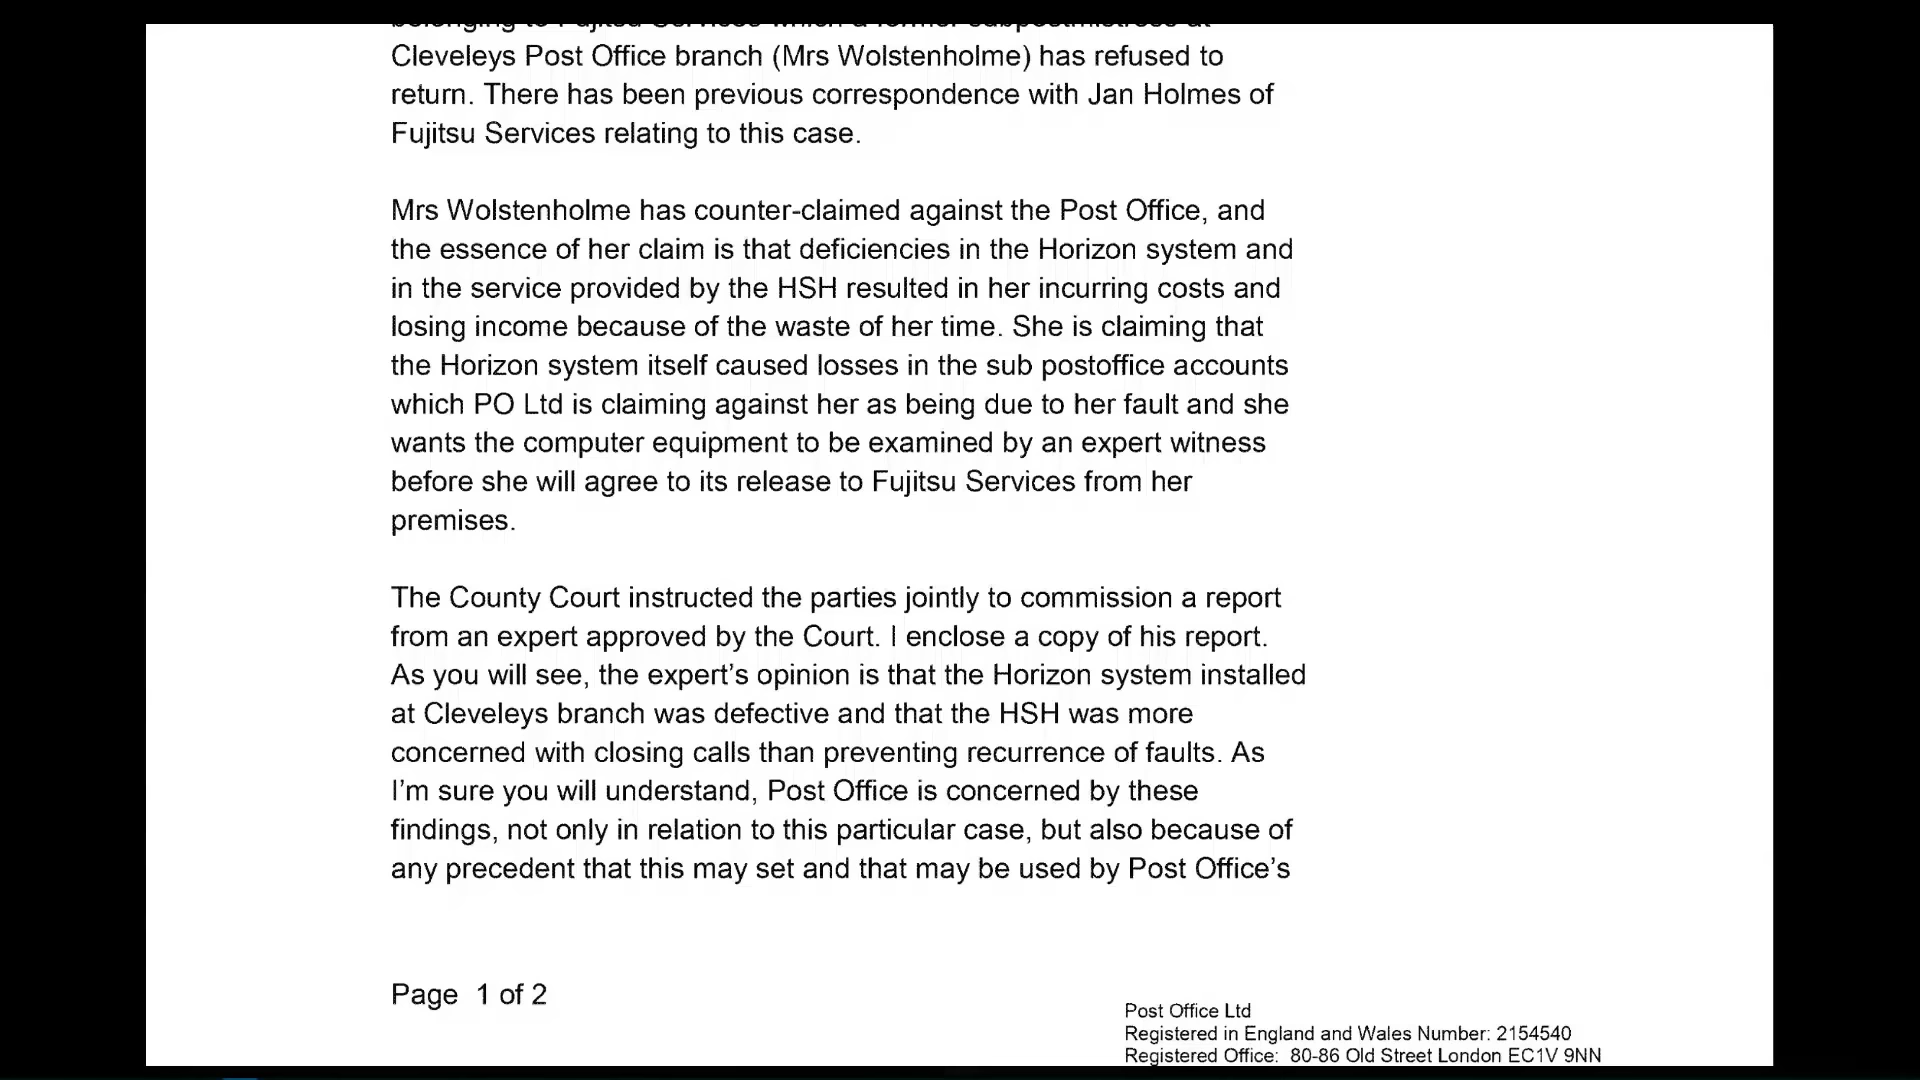 belonging to Fujitsu Services which a former subpostmistress at
Cleveleys Post Office branch (Mrs Wolstenholme) has refused to
return. There has been previous correspondence with Jan Holmes of
Fujitsu Services relating to this case.
Mrs Wolstenholme has counter-claimed against the Post Office, and
the essence of her claim is that deficiencies in the Horizon system and
in the service provided by the HSH resulted in her incurring costs and
losing income because of the waste of her time. She is claiming that
the Horizon system itself caused losses in the sub postoffice accounts
which PO Ltd is claiming against her as being due to her fault and she
wants the computer equipment to be examined by an expert witness
before she will agree to its release to Fujitsu Services from her
premises.
The County Court instructed the parties jointly to commission a report
from an expert approved by the Court. I enclose a copy of his report.
As you will see, the expert’s opinion is that the Horizon system installed
at Cleveleys branch was defective and that the HSH was more
concerned with closing calls than preventing recurrence of faults. As
I’m sure you will understand, Post Office is concerned by these
findings, not only in relation to this particular case, but also because of
any precedent that this may set and that may be used by Post Office’s
Page 1 of 2
Post Office Ltd
Registered in England and Wales Number: 2154540
Registered Office: 80-86 Old Street London EC1V 9NN